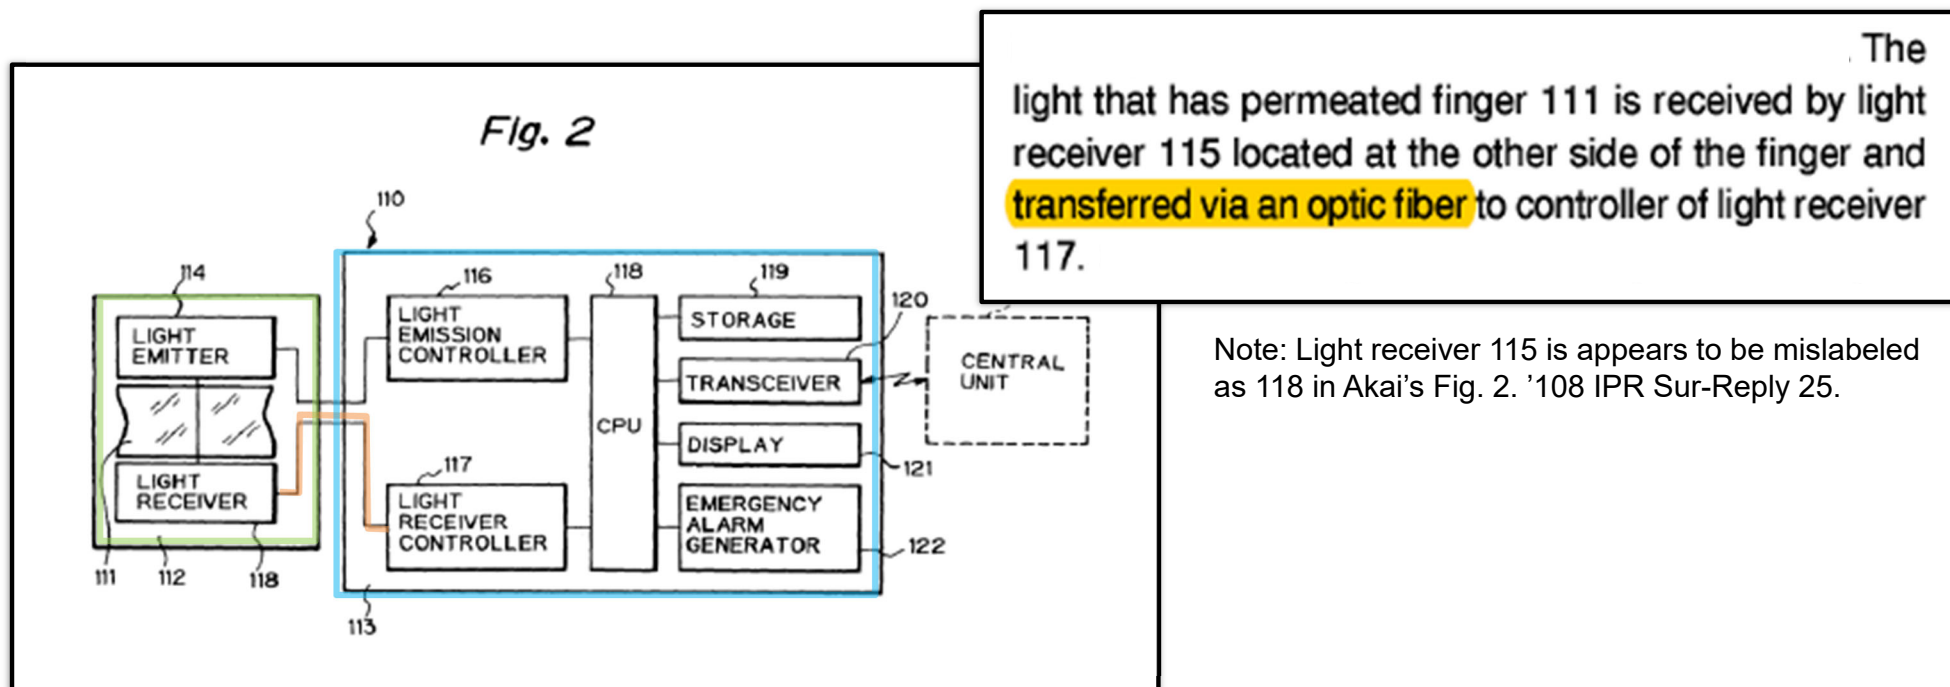 . The
light that has permeated finger 111 is received by light
receiver 115 located at the other side of the finger and
transferred via an optic fiber to controller of light receiver
117.
Fig. 2
110
114
116
118
119
120
LIGHT
EMITTER
LIGHT
EMISSION
CONTROLLER
CPU
STORAGE
TRANSCEIVER
CENTRAL
UNIT
DISPLAY
121
117
LIGHT
RECEIVER
LIGHT
RECEIVER
CONTROLLER
EMERGENCY
ALARM
GENERATOR
122
111
112
118
113
Note: Light receiver 115 is appears to be mislabeled
as 118 in Akai’s Fig. 2. ’108 IPR Sur-Reply 25.